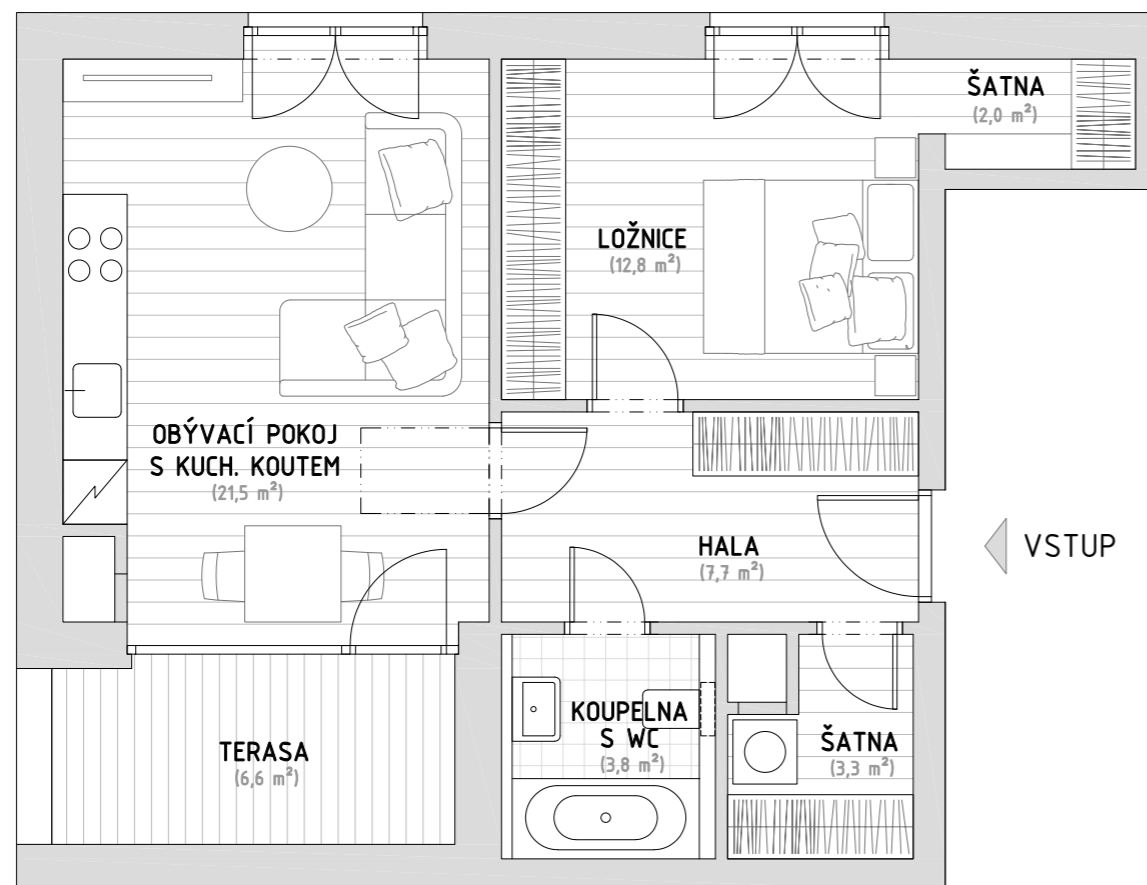 ŠATNA
(2,0 m²)
LOŽNICE
(12,8 m²)
OBÝVACÍ POKOJ
S KUCH. KOUTEM
(21,5 m²)
HALA
(7,7 m²)
VSTUP
KOUPELNA
S WC
(3,8 m²)
ŠATNA
(3,3 m²)
TERASA
(6,6 m²)